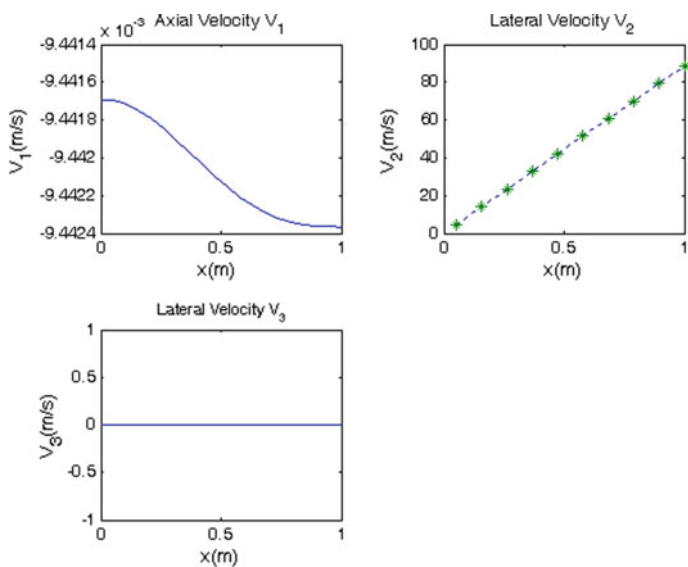 x 10⁻³
Axial Velocity V₁
-9.4414
-9.4416
-9.4418
-9.442
-9.4422
-9.4424
V₁(m/s)
0
0.5
1
x(m)
Lateral Velocity V₂
100
80
60
40
20
0
V₂(m/s)
0
0.5
1
x(m)
Lateral Velocity V₃
1
0.5
0
-0.5
-1
V₃(m/s)
0
0.5
1
x(m)